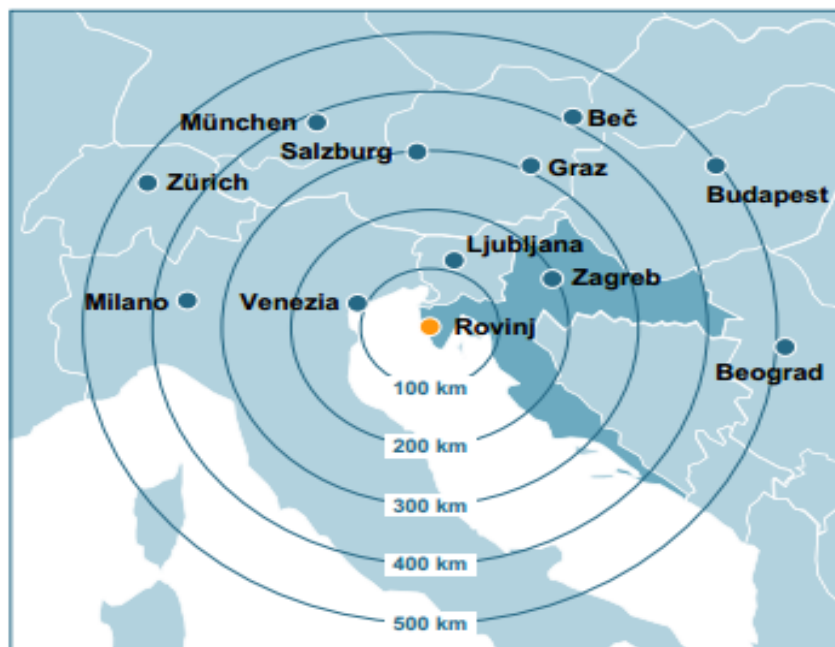 München
Beč
Salzburg
Graz
Zürich
Budapest
Ljubljana
Zagreb
Milano
Venezia
Rovinj
Beograd
100 km
200 km
300 km
400 km
500 km